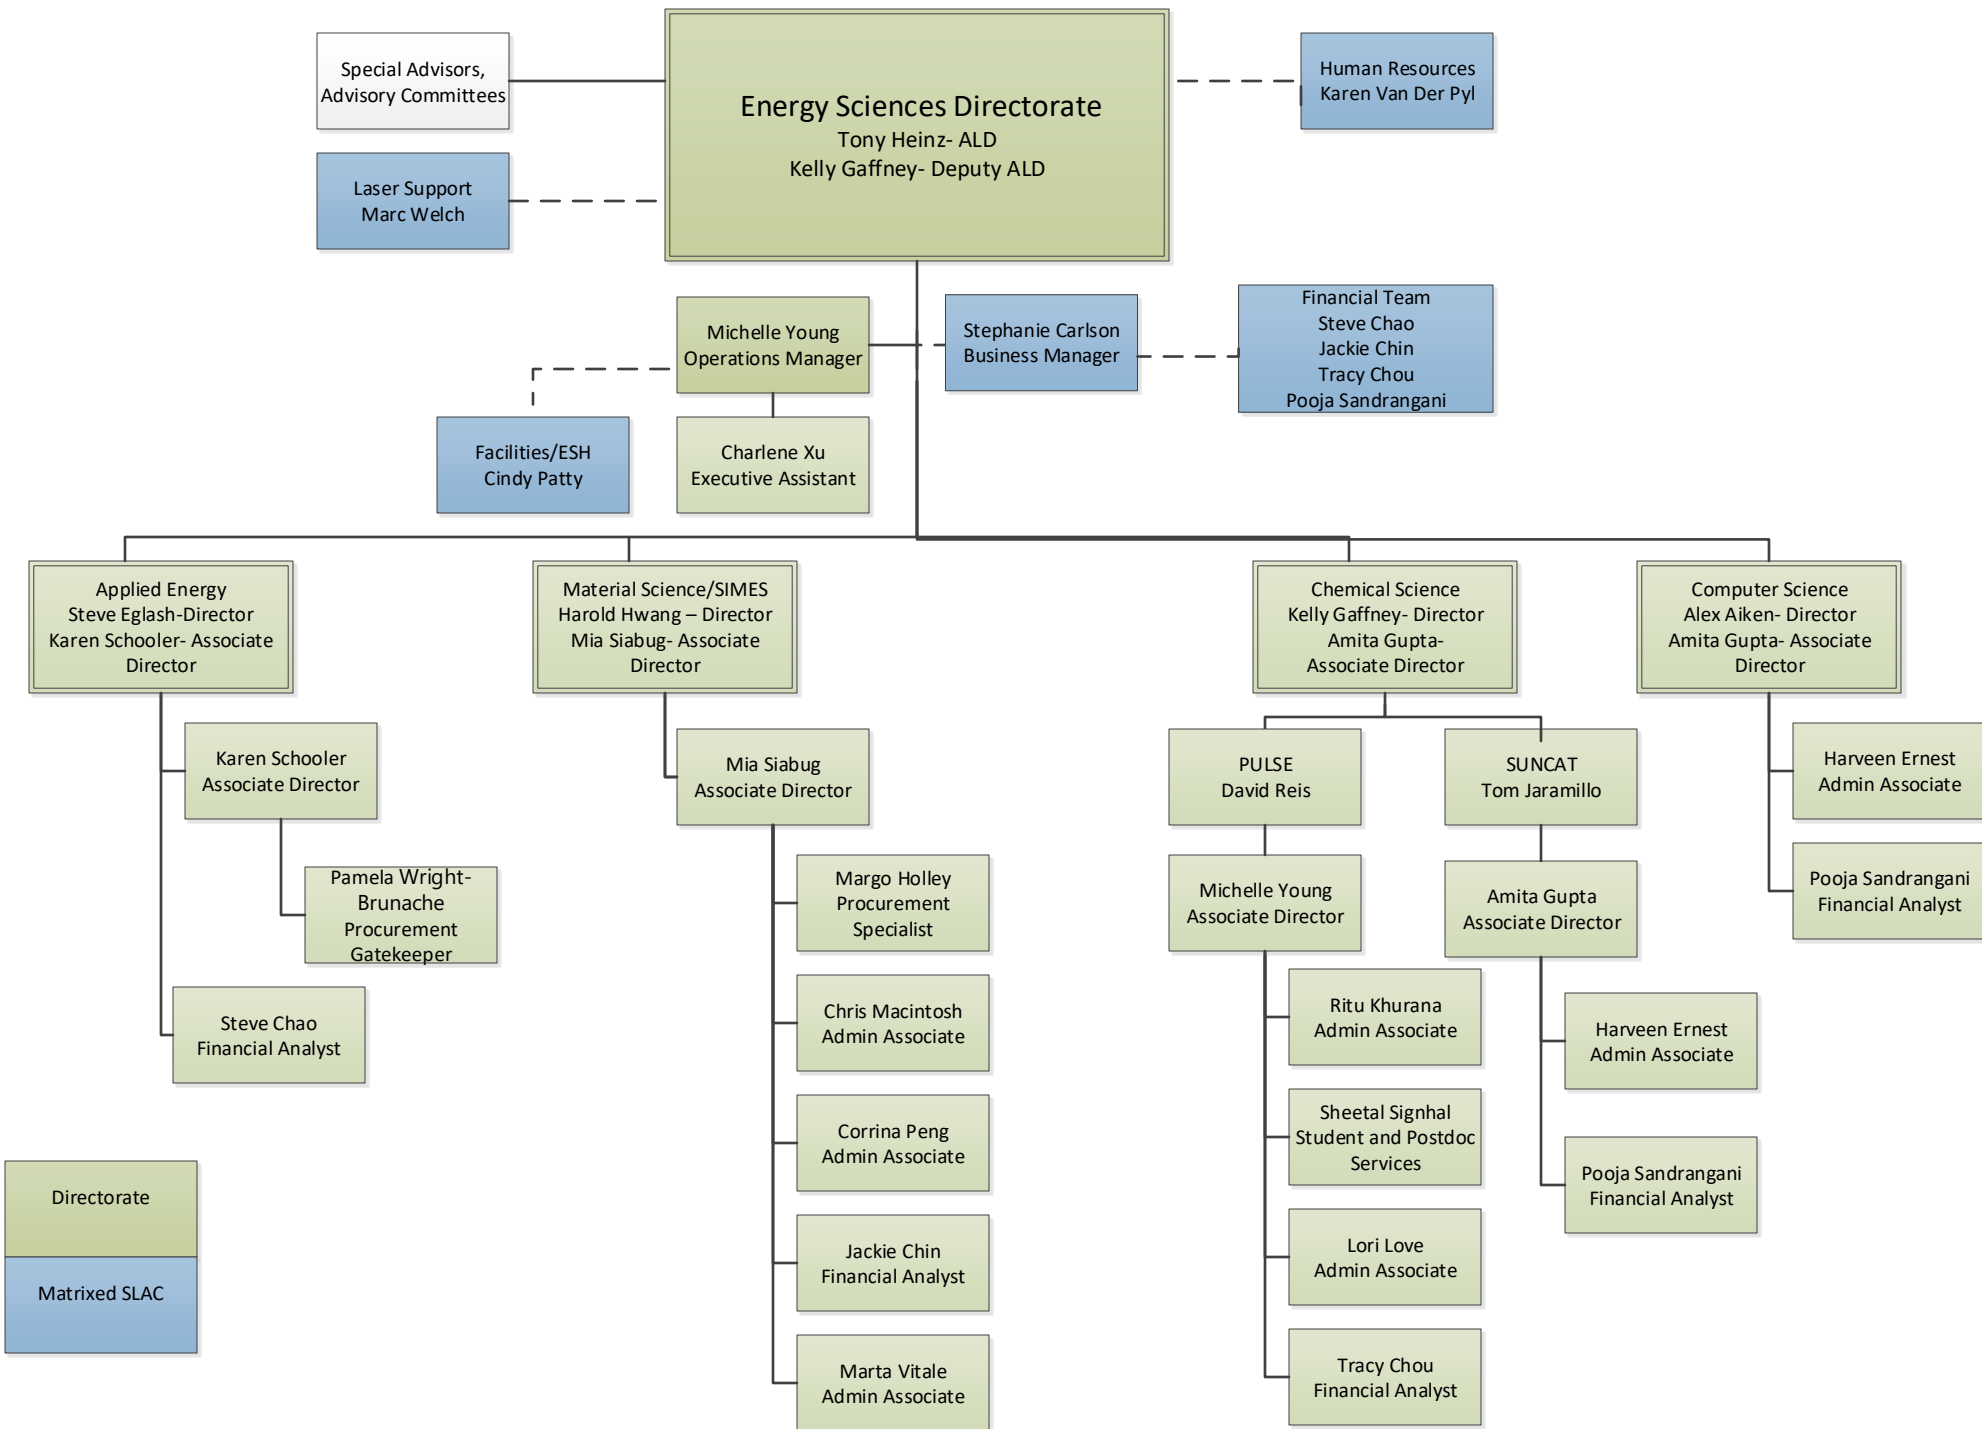 Special Advisors,
Advisory Committees
Energy Sciences Directorate
Tony Heinz- ALD
Kelly Gaffney- Deputy ALD
Human Resources
Karen Van Der Pyl
Laser Support
Marc Welch
Michelle Young
Operations Manager
Stephanie Carlson
Business Manager
Financial Team
Steve Chao
Jackie Chin
Tracy Chou
Pooja Sandrangani
Facilities/ESH
Cindy Patty
Charlene Xu
Executive Assistant
Applied Energy
Steve Eglash-Director
Karen Schooler- Associate
Director
Material Science/SIMES
Harold Hwang – Director
Mia Siabug- Associate
Director
Chemical Science
Kelly Gaffney- Director
Amita Gupta-
Associate Director
Computer Science
Alex Aiken- Director
Amita Gupta- Associate
Director
Karen Schooler
Associate Director
Pamela Wright-
Brunache
Procurement
Gatekeeper
Steve Chao
Financial Analyst
Mia Siabug
Associate Director
Margo Holley
Procurement
Specialist
Chris Macintosh
Admin Associate
Corrina Peng
Admin Associate
Jackie Chin
Financial Analyst
Marta Vitale
Admin Associate
PULSE
David Reis
Michelle Young
Associate Director
Ritu Khurana
Admin Associate
Sheetal Signhal
Student and Postdoc
Services
Lori Love
Admin Associate
Tracy Chou
Financial Analyst
SUNCAT
Tom Jaramillo
Amita Gupta
Associate Director
Harveen Ernest
Admin Associate
Pooja Sandrangani
Financial Analyst
Harveen Ernest
Admin Associate
Pooja Sandrangani
Financial Analyst
Directorate
Matrixed SLAC